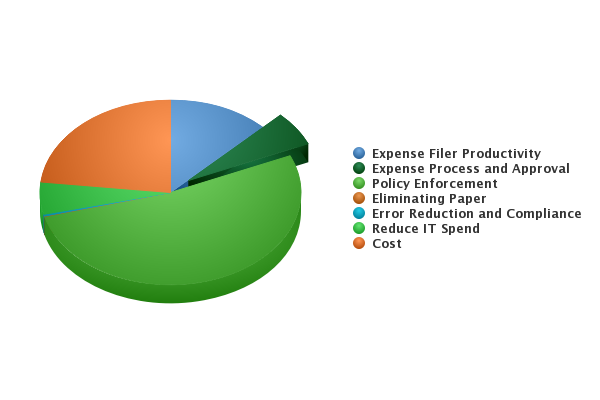 Expense Filer Productivity
Expense Process and Approval
Policy Enforcement
Eliminating Paper
Error Reduction and Compliance
Reduce IT Spend
Cost